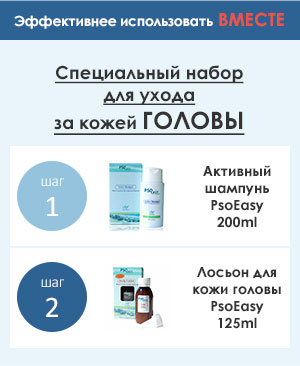 Эффективнее использовать ВМЕСТЕ
Специальный набор
для ухода
за кожей ГОЛОВЫ
шаг
1
Активный
шампунь
PsoEasy
200ml
шаг
2
Лосьон для
кожи головы
PsoEasy
125ml